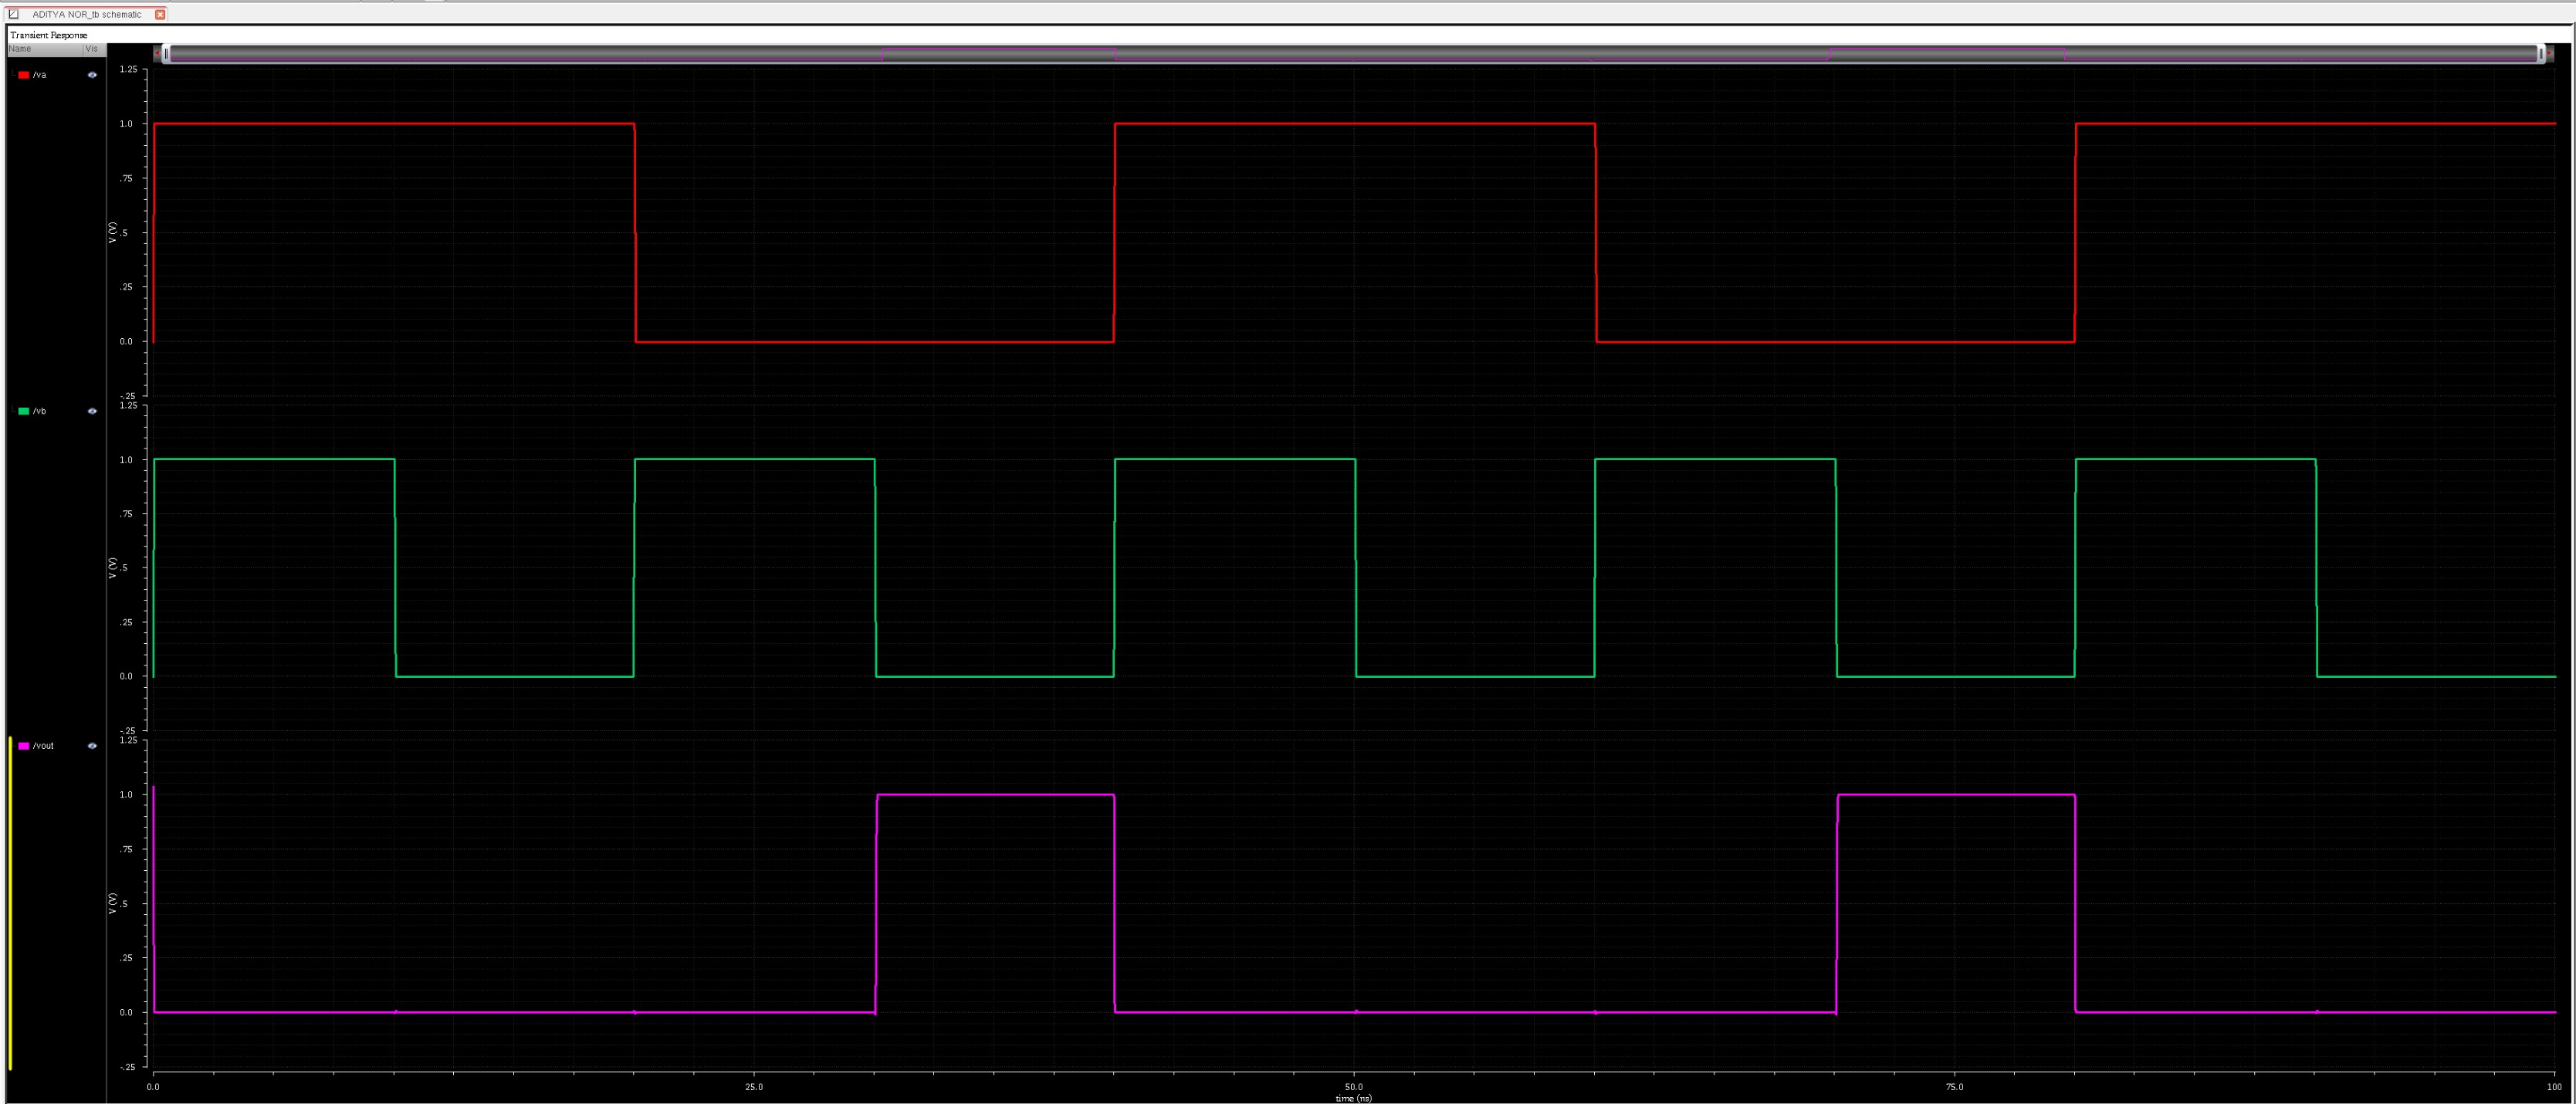 ADITYA NOR_tb schematic
Transient Response
Name Vis
/va
1.25
1.0
.75
.5
.25
0.0
-.25
V (V)
/vb
1.25
1.0
.75
.5
.25
0.0
-.25
V (V)
/vout
1.25
1.0
.75
.5
.25
0.0
-.25
V (V)
0.0 25.0 50.0 75.0 100
time (ns)